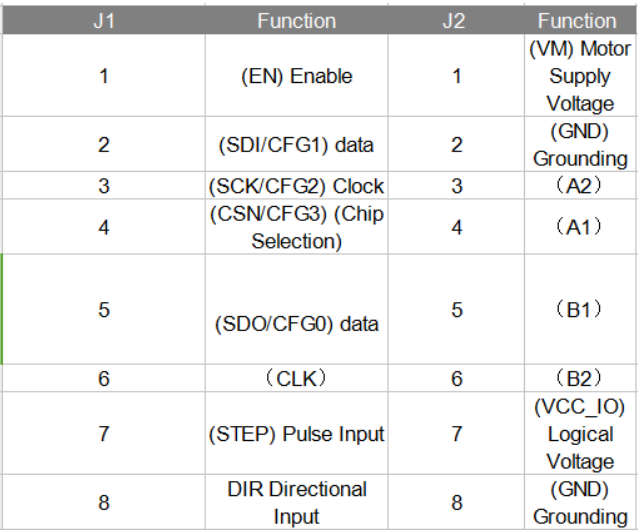 J1 Function J2 Function
1 (EN) Enable 1 (VM) Motor
Supply
Voltage
2 (SDI/CFG1) data 2 (GND)
Grounding
3 (SCK/CFG2) Clock 3 （A2）
4 (CSN/CFG3) (Chip
Selection) 4 （A1）
5 (SDO/CFG0) data 5 （B1）
6 （CLK） 6 （B2）
7 (STEP) Pulse Input 7 (VCC_IO)
Logical
Voltage
8 DIR Directional
Input 8 (GND)
Grounding